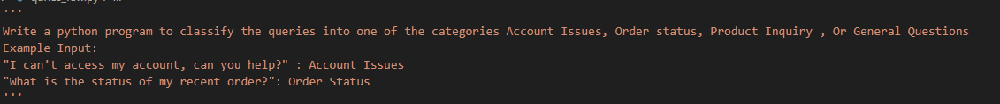 '''
Write a python program to classify the queries into one of the categories Account Issues, Order status, Product Inquiry , Or General Questions
Example Input:
"I can't access my account, can you help?" : Account Issues
"What is the status of my recent order?": Order Status
'''